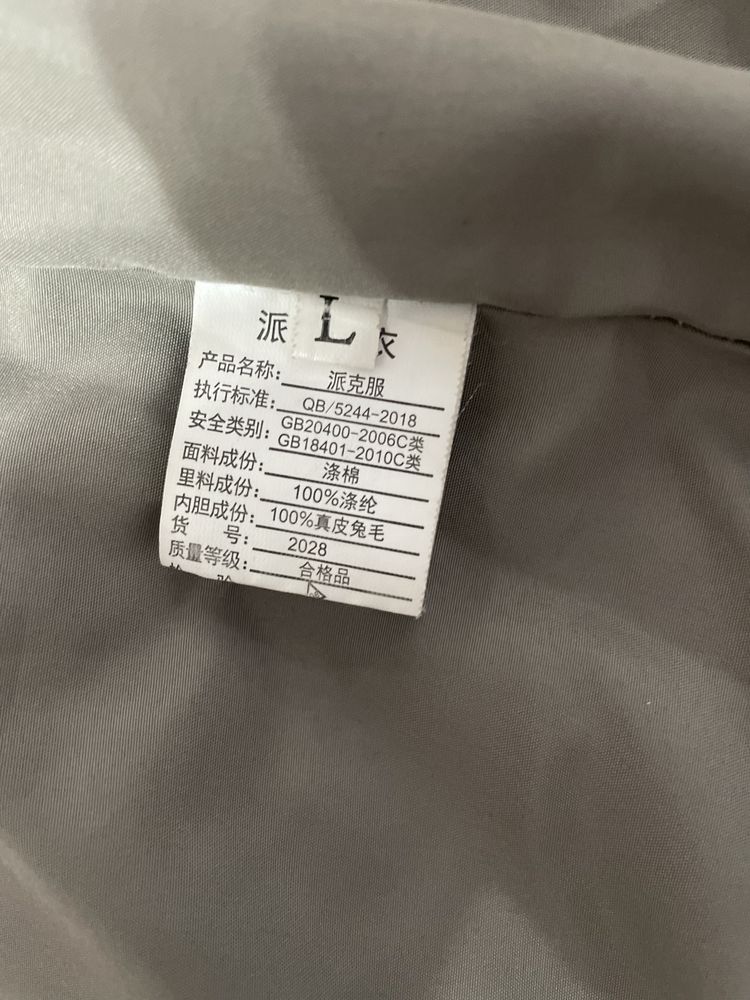 派 L 衣
产品名称: 派克服
执行标准: QB/5244-2018
安全类别: GB20400-2006C类
GB18401-2010C类
面料成份: 涤棉
里料成份: 100%涤纶
内胆成份: 100%真皮兔毛
货 号: 2028
质量等级: 合格品